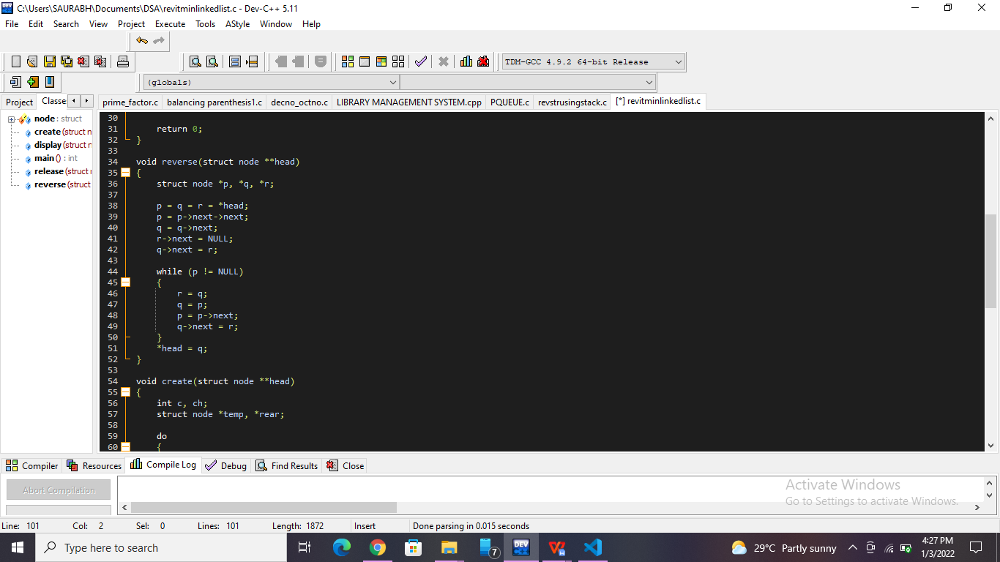 C:\Users\SAURABH\Documents\DSA\revitminlinkedlist.c - Dev-C++ 5.11
File Edit Search View Project Execute Tools AStyle Window Help
TDM-GCC 4.9.2 64-bit Release
(globals)
Project Classe
prime_factor.c balancing parenthesis1.c decno_octno.c LIBRARY MANAGEMENT SYSTEM.cpp PQUEUE.c revstrusingstack.c [*] revitminlinkedlist.c
node : struct
create (struct n
display (struct n
main () : int
release (struct r
reverse (struct
30
31 return 0;
32 }
33
34 void reverse(struct node **head)
35 {
36 struct node *p, *q, *r;
37
38 p = q = r = *head;
39 p = p->next->next;
40 q = q->next;
41 r->next = NULL;
42 q->next = r;
43
44 while (p != NULL)
45 {
46 r = q;
47 q = p;
48 p = p->next;
49 q->next = r;
50 }
51 *head = q;
52 }
53
54 void create(struct node **head)
55 {
56 int c, ch;
57 struct node *temp, *rear;
58
59 do
60 {
Compiler Resources Compile Log Debug Find Results Close
Abort Compilation
Activate Windows
Go to Settings to activate Windows.
Line: 101 Col: 2 Sel: 0 Lines: 101 Length: 1872 Insert Done parsing in 0.015 seconds
Type here to search
7
DEV
29°C Partly sunny
4:27 PM
1/3/2022